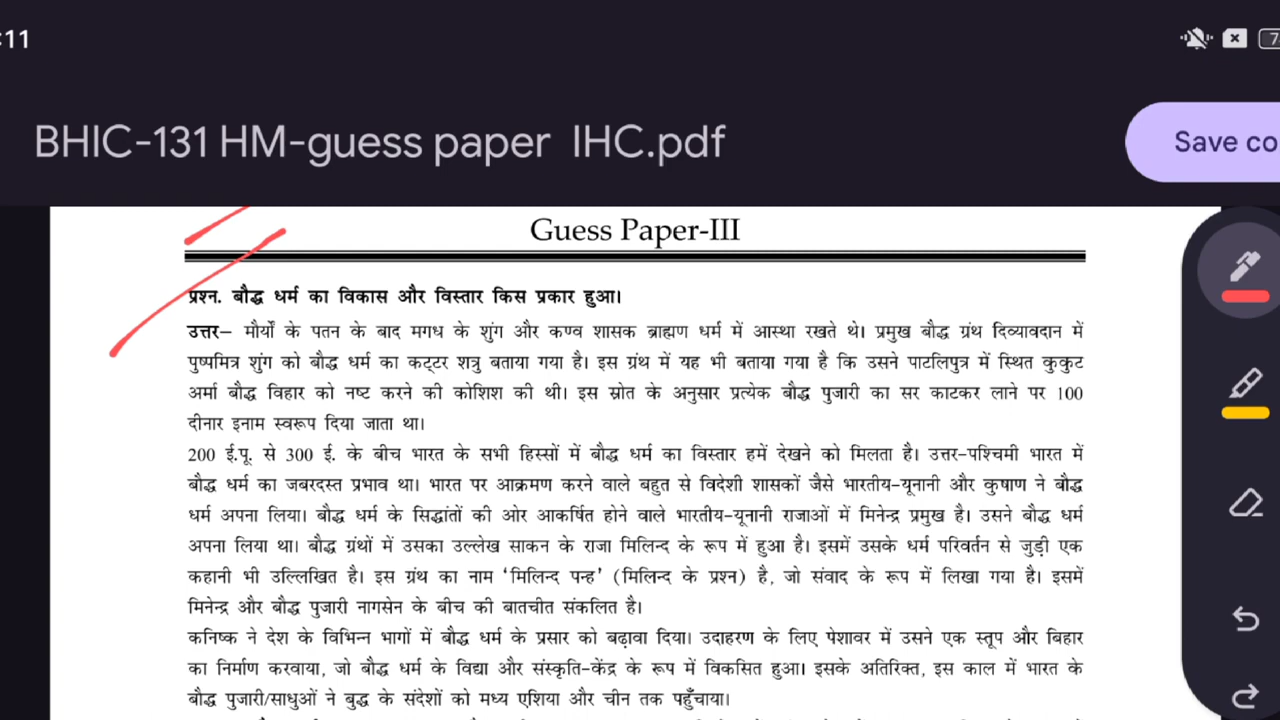 :11
BHIC-131 HM-guess paper IHC.pdf
Save co
Guess Paper-III
प्रश्न. बौद्ध धर्म का विकास और विस्तार किस प्रकार हुआ।
उत्तर– मौर्यों के पतन के बाद मगध के शुंग और कण्व शासक ब्राह्मण धर्म में आस्था रखते थे। प्रमुख बौद्ध ग्रंथ दिव्यावदान में
पुष्यमित्र शुंग को बौद्ध धर्म का कट्टर शत्रु बताया गया है। इस ग्रंथ में यह भी बताया गया है कि उसने पाटलिपुत्र में स्थित कुकुट
अर्मा बौद्ध विहार को नष्ट करने की कोशिश की थी। इस स्रोत के अनुसार प्रत्येक बौद्ध पुजारी का सर काटकर लाने पर 100
दीनार इनाम स्वरूप दिया जाता था।
200 ई.पू. से 300 ई. के बीच भारत के सभी हिस्सों में बौद्ध धर्म का विस्तार हमें देखने को मिलता है। उत्तर-पश्चिमी भारत में
बौद्ध धर्म का जबरदस्त प्रभाव था। भारत पर आक्रमण करने वाले बहुत से विदेशी शासकों जैसे भारतीय-यूनानी और कुषाण ने बौद्ध
धर्म अपना लिया। बौद्ध धर्म के सिद्धांतों की ओर आकर्षित होने वाले भारतीय-यूनानी राजाओं में मिनेन्द्र प्रमुख है। उसने बौद्ध धर्म
अपना लिया था। बौद्ध ग्रंथों में उसका उल्लेख साकन के राजा मिलिन्द के रूप में हुआ है। इसमें उसके धर्म परिवर्तन से जुड़ी एक
कहानी भी उल्लिखित है। इस ग्रंथ का नाम ‘मिलिन्द पन्ह’ (मिलिन्द के प्रश्न) है, जो संवाद के रूप में लिखा गया है। इसमें
मिनेन्द्र और बौद्ध पुजारी नागसेन के बीच की बातचीत संकलित है।
कनिष्क ने देश के विभिन्न भागों में बौद्ध धर्म के प्रसार को बढ़ावा दिया। उदाहरण के लिए पेशावर में उसने एक स्तूप और बिहार
का निर्माण करवाया, जो बौद्ध धर्म के विद्या और संस्कृति-केंद्र के रूप में विकसित हुआ। इसके अतिरिक्त, इस काल में भारत के
बौद्ध पुजारी/साधुओं ने बुद्ध के संदेशों को मध्य एशिया और चीन तक पहुँचाया।